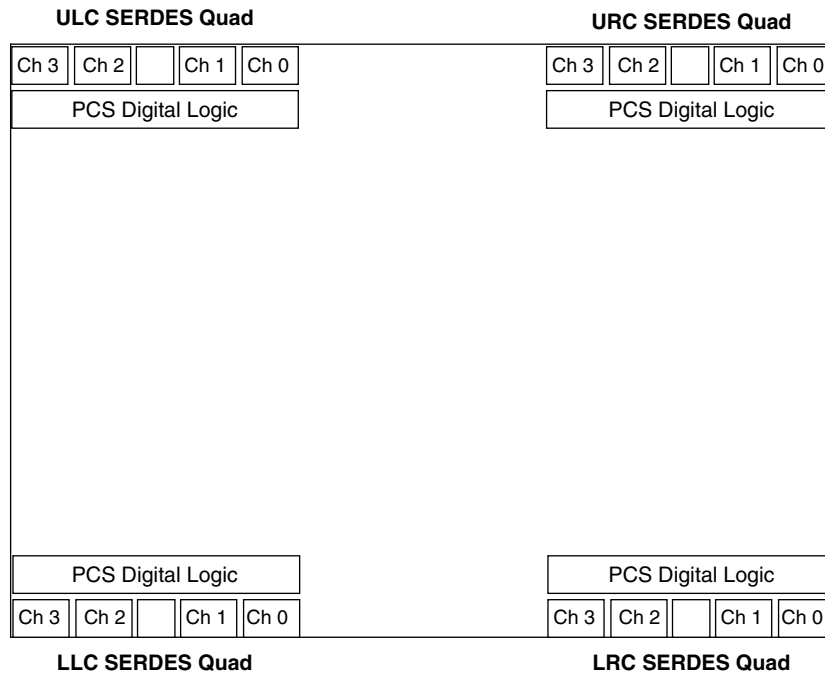 ULC SERDES Quad
URC SERDES Quad
Ch 3 Ch 2 Ch 1 Ch 0
Ch 3 Ch 2 Ch 1 Ch 0
PCS Digital Logic
PCS Digital Logic
PCS Digital Logic
PCS Digital Logic
Ch 3 Ch 2 Ch 1 Ch 0
Ch 3 Ch 2 Ch 1 Ch 0
LLC SERDES Quad
LRC SERDES Quad